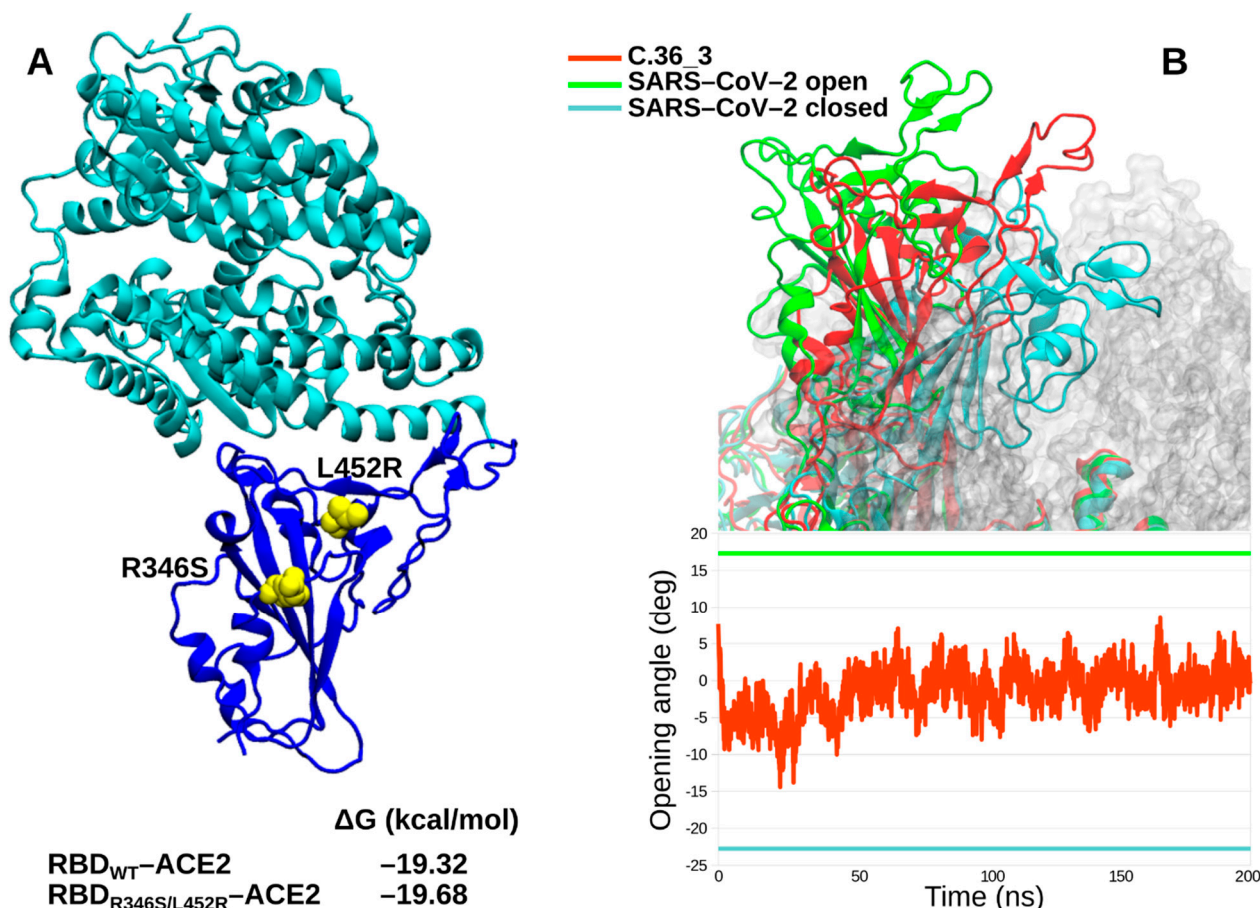 A
C.36_3
SARS–CoV–2 open
SARS–CoV–2 closed
B
L452R
R346S
ΔG (kcal/mol)
RBDWT–ACE2 –19.32
RBDR346S/L452R–ACE2 –19.68
Opening angle (deg)
20
15
10
5
0
-5
-10
-15
-20
-25
0 50 100 150 200
Time (ns)